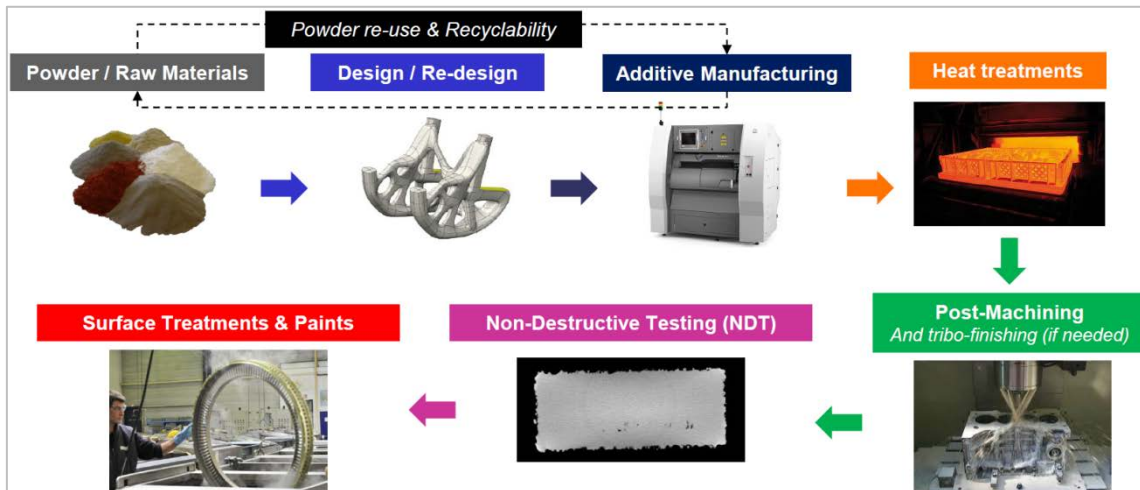 Powder re-use & Recyclability
Powder / Raw Materials
Design / Re-design
Additive Manufacturing
Heat treatments
Surface Treatments & Paints
Non-Destructive Testing (NDT)
Post-Machining
And tribo-finishing (if needed)